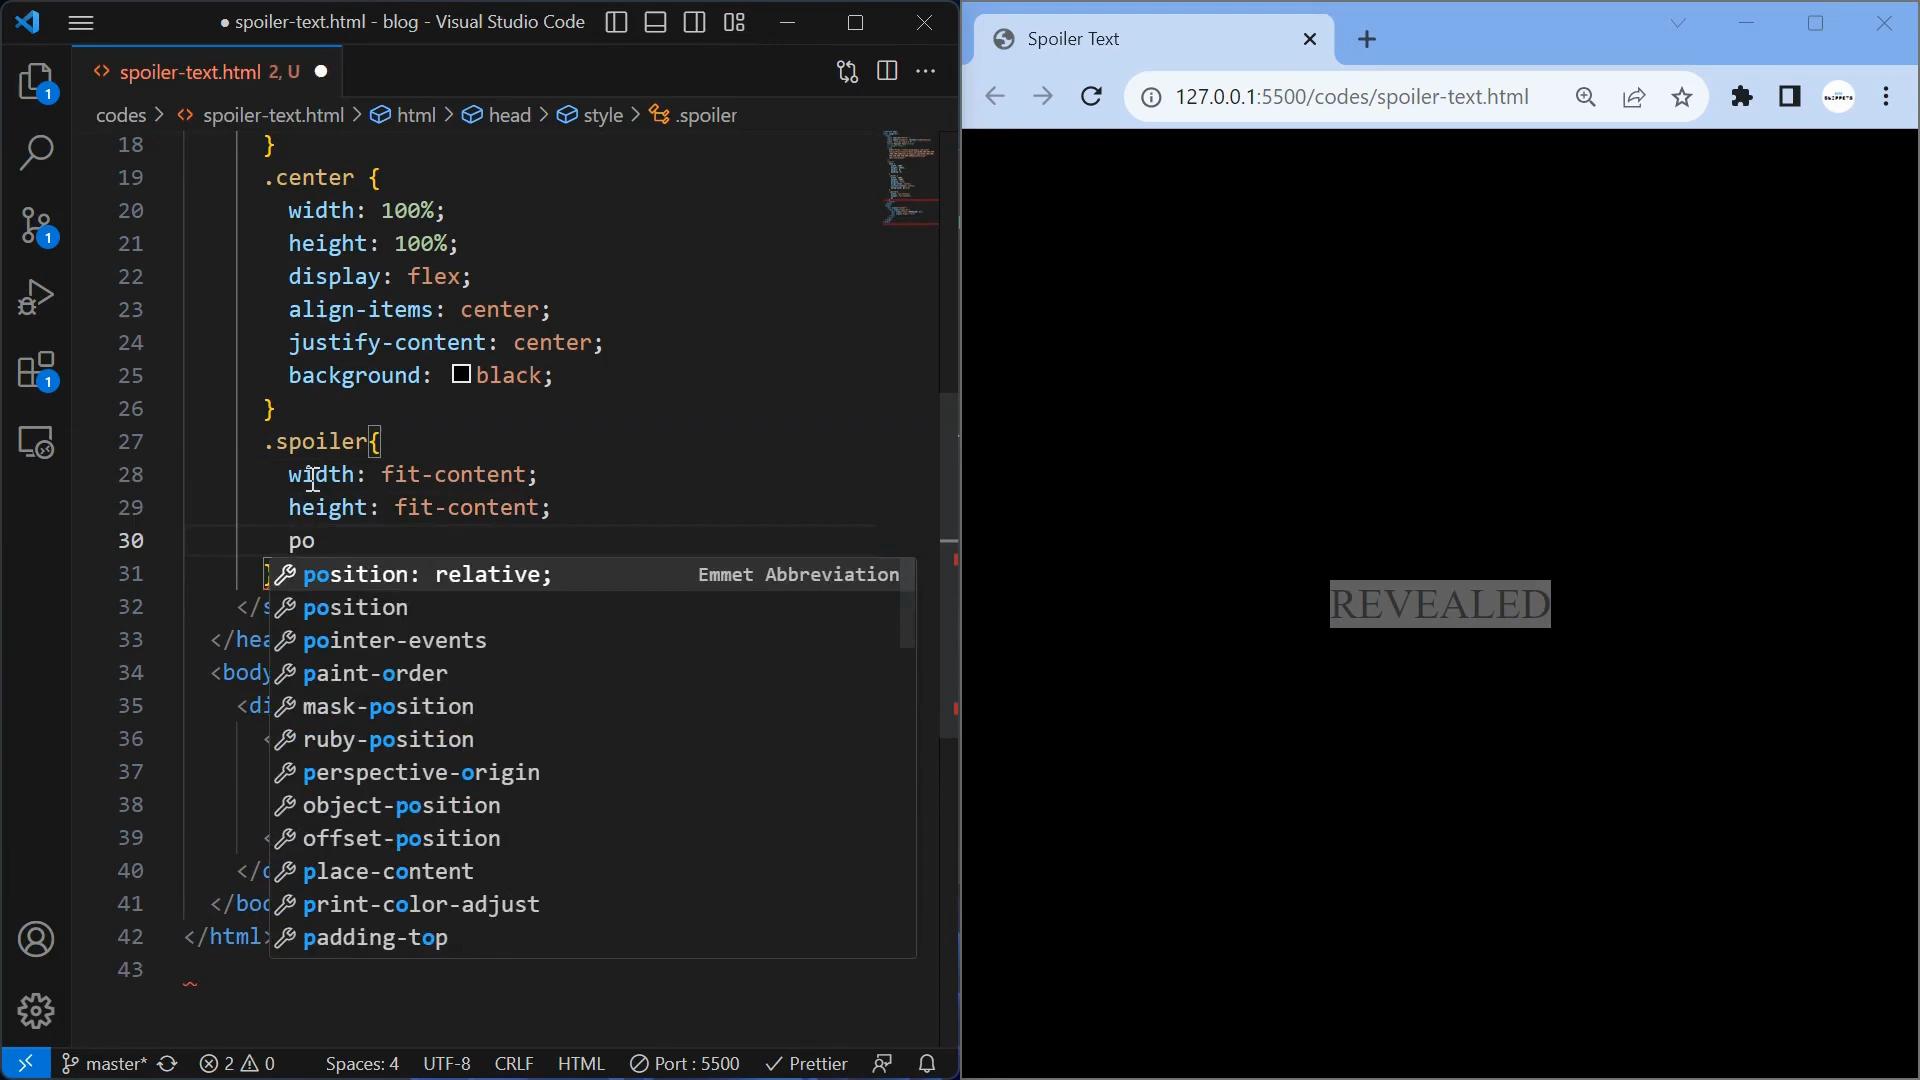 spoiler-text.html - blog - Visual Studio Code
spoiler-text.html 2, U
codes > spoiler-text.html > html > head > style > .spoiler
18 }
19 .center {
20 width: 100%;
21 height: 100%;
22 display: flex;
23 align-items: center;
24 justify-content: center;
25 background: black;
26 }
27 .spoiler{
28 width: fit-content;
29 height: fit-content;
30 po
31 }
position: relative; Emmet Abbreviation
32 </s
position
33 </hea
pointer-events
34 <body
paint-order
35 <di
mask-position
36 <
ruby-position
37
perspective-origin
38
object-position
39 <
offset-position
40 </d
place-content
41 </bod
print-color-adjust
42 </html>
padding-top
43
1
1
1
master* 2 0 Spaces: 4 UTF-8 CRLF HTML Port : 5500 Prettier
Spoiler Text
127.0.0.1:5500/codes/spoiler-text.html
REVEALED